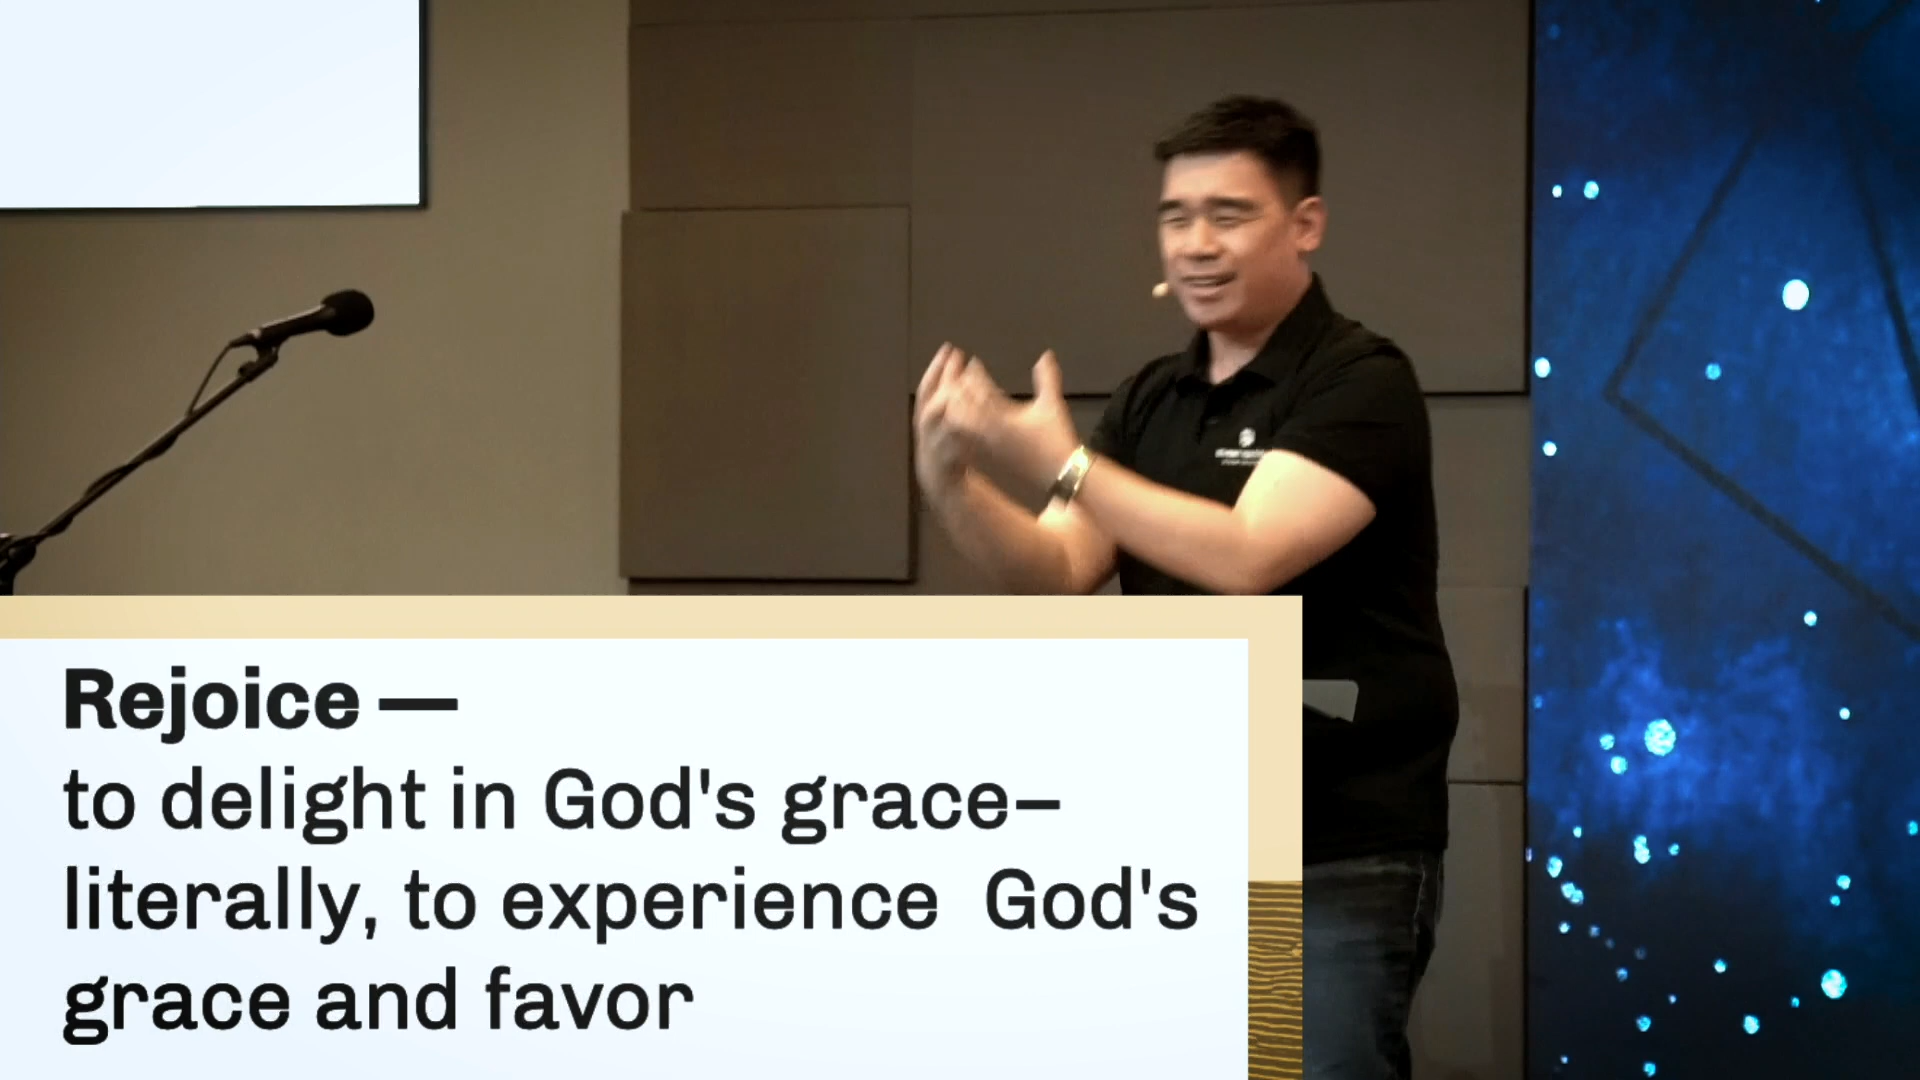 Rejoice —
to delight in God's grace–
literally, to experience  God's
grace and favor